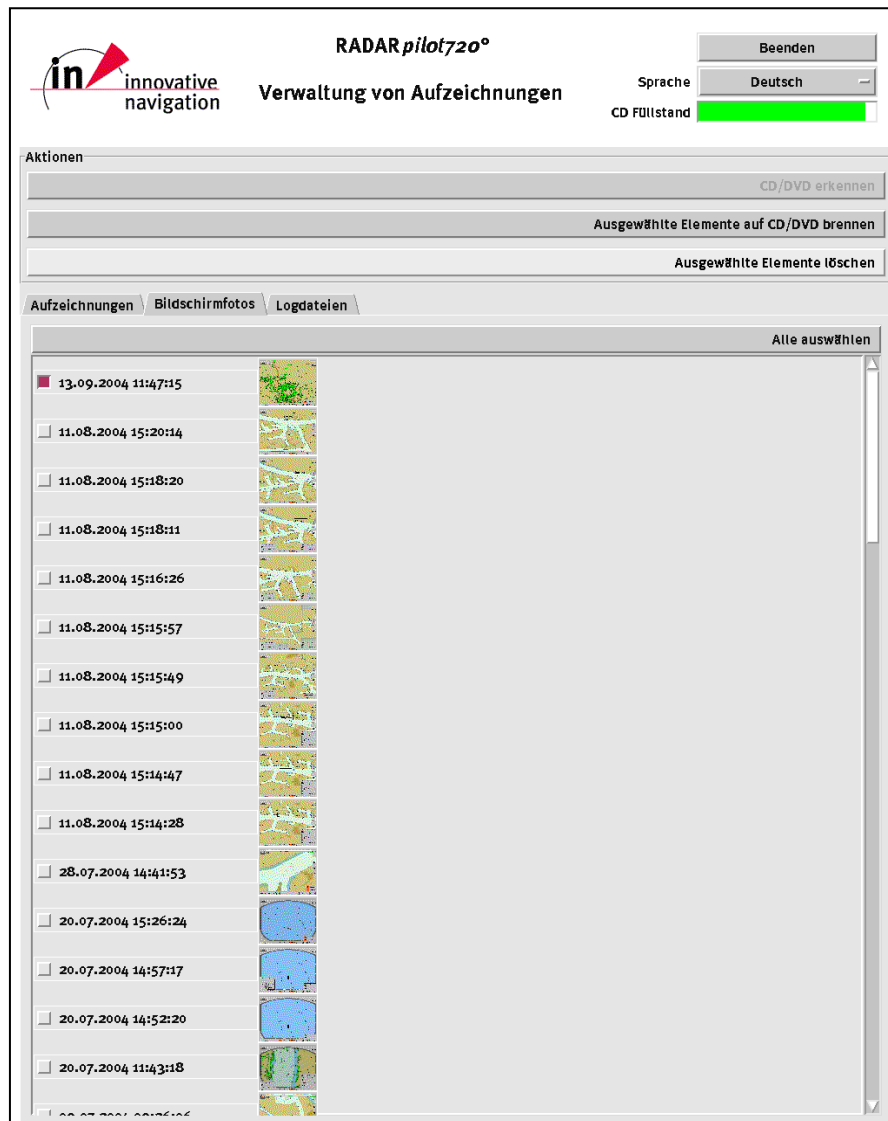 in innovative
navigation
RADARpilot720°
Verwaltung von Aufzeichnungen
Beenden
Sprache Deutsch
CD Füllstand
Aktionen
CD/DVD erkennen
Ausgewählte Elemente auf CD/DVD brennen
Ausgewählte Elemente löschen
Aufzeichnungen Bildschirmfotos Logdateien
Alle auswählen
13.09.2004 11:47:15
11.08.2004 15:20:14
11.08.2004 15:18:20
11.08.2004 15:18:11
11.08.2004 15:16:26
11.08.2004 15:15:57
11.08.2004 15:15:49
11.08.2004 15:15:00
11.08.2004 15:14:47
11.08.2004 15:14:28
28.07.2004 14:41:53
20.07.2004 15:26:24
20.07.2004 14:57:17
20.07.2004 14:52:20
20.07.2004 11:43:18